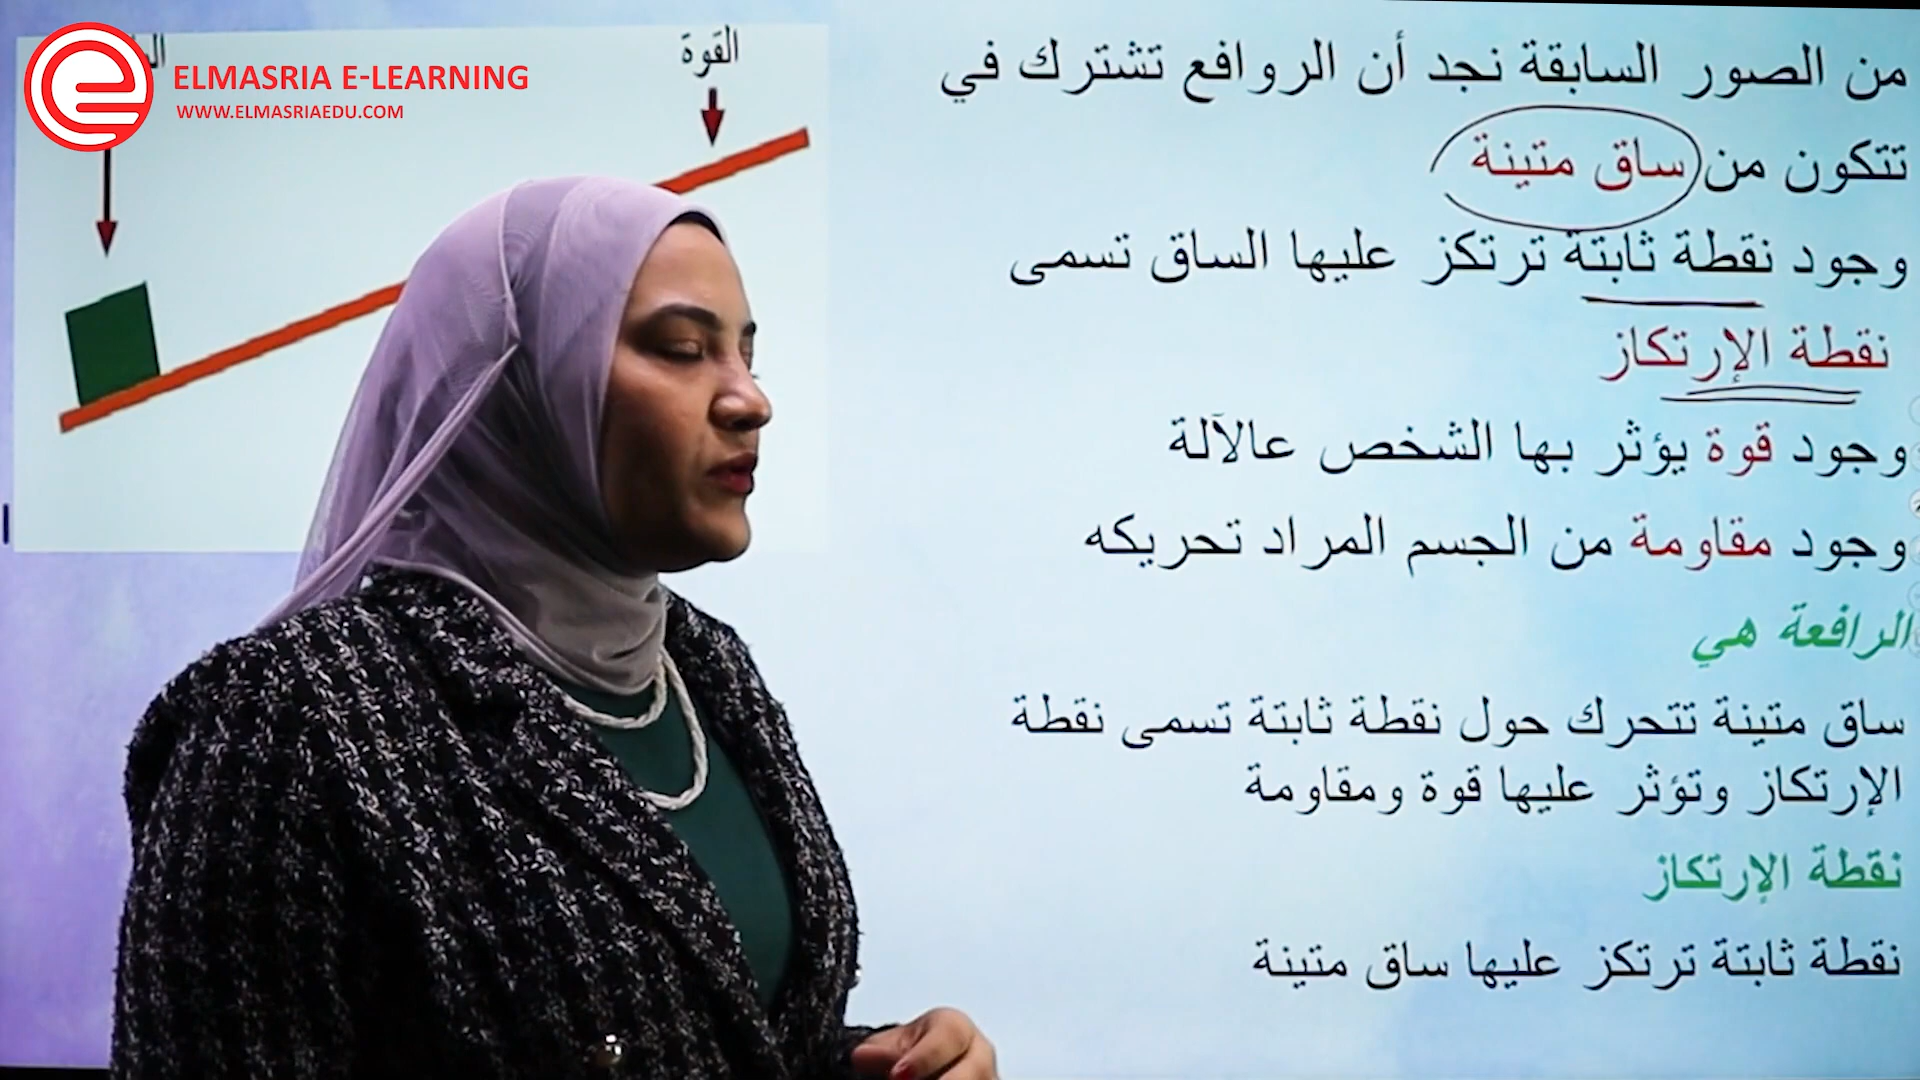 ELMASRIA E-LEARNING
WWW.ELMASRIAEDU.COM
القوة
من الصور السابقة نجد أن الروافع تشترك في
تتكون من ساق متينة
وجود نقطة ثابتة ترتكز عليها الساق تسمى
نقطة الإرتكاز
وجود قوة يؤثر بها الشخص عالآلة
وجود مقاومة من الجسم المراد تحريكه
الرافعة هي
ساق متينة تتحرك حول نقطة ثابتة تسمى نقطة
الإرتكاز وتؤثر عليها قوة ومقاومة
نقطة الإرتكاز
نقطة ثابتة ترتكز عليها ساق متينة